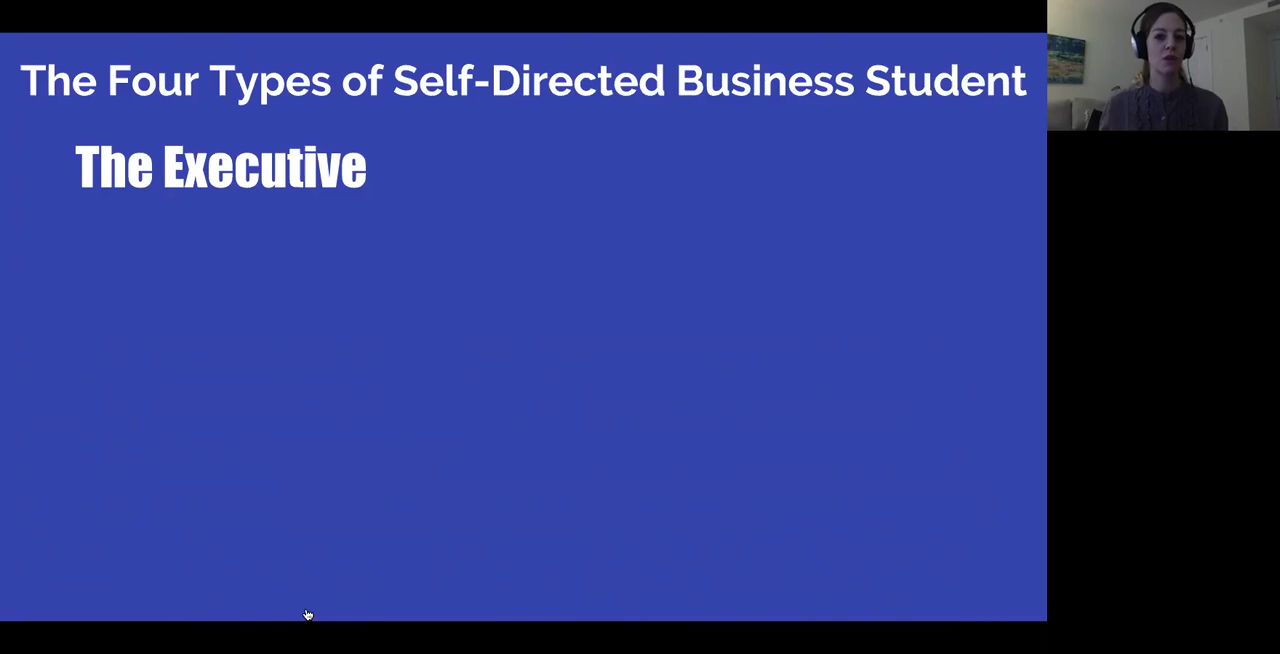 The Four Types of Self-Directed Business Student
The Executive